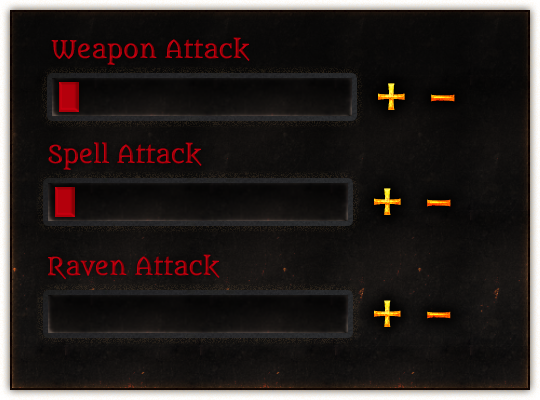 Weapon Attack
+ -
Spell Attack
+ -
Raven Attack
+ -